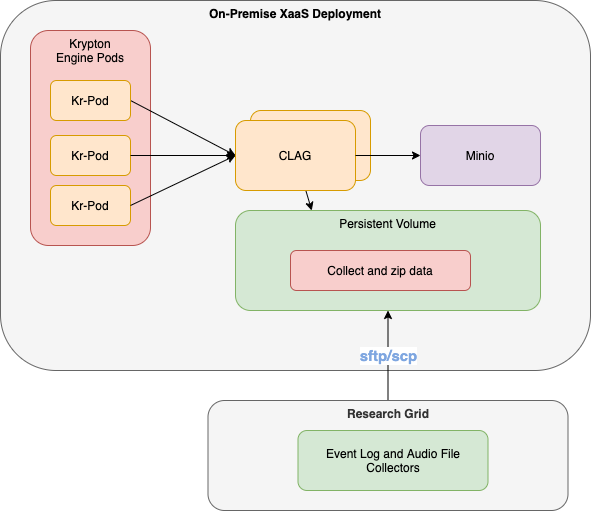 On-Premise XaaS Deployment
Krypton
Engine Pods
Kr-Pod
Kr-Pod
Kr-Pod
CLAG
Minio
Persistent Volume
Collect and zip data
sftp/scp
Research Grid
Event Log and Audio File
Collectors